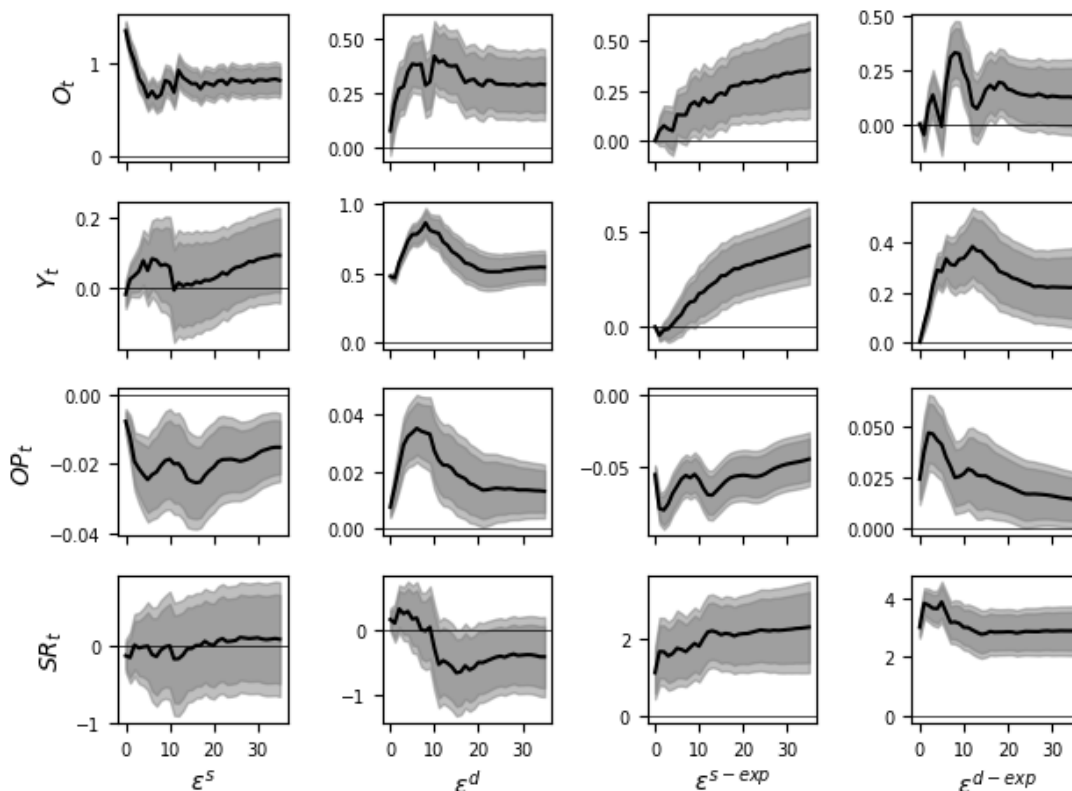 0.50 0.50
1 0.50
O_t 0.25 0.25 0.25
0.00 0.00
0 0.00
0.2 1.0
0.5 0.4
Y_t 0.5 0.2
0.0
0.0 0.0 0.0
0.00 0.00
0.04 0.050
OP_t -0.02 0.02 -0.05 0.025
-0.04 0.00 0.000
4
SR_t 0 0 2 2
-1 -1 0 0
0 10 20 30 0 10 20 30 0 10 20 30 0 10 20 30
ε^s ε^d ε^{s-exp} ε^{d-exp}